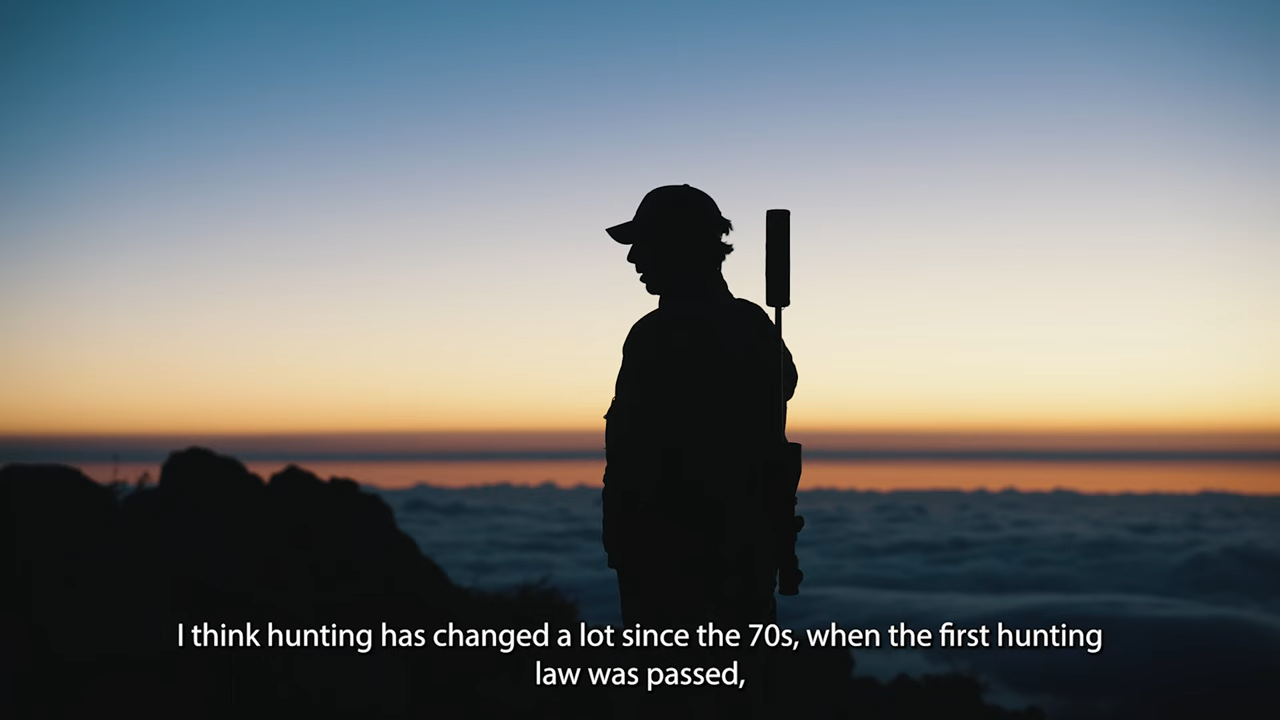 I think hunting has changed a lot since the 70s, when the first hunting
law was passed,